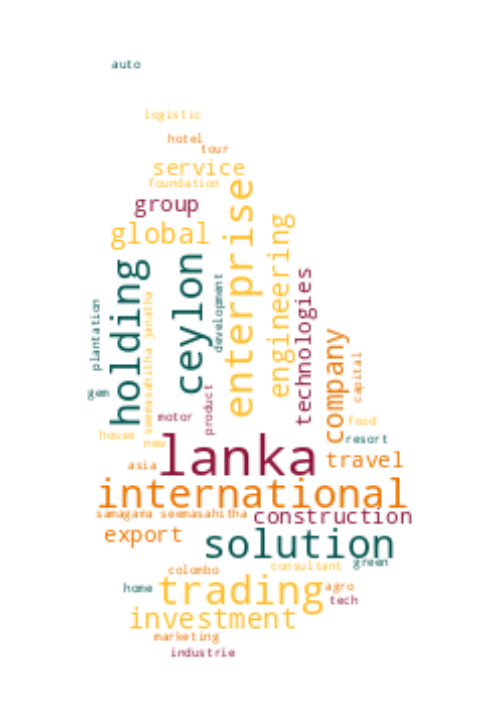 auto
logistic
hotel
tour
service
foundation
group
enterprise
global
engineering
holding
ceylon
technologies
development
seemasahitha janatha
plantation
company
capital
gem
product
motor
food
house
new
resort
lanka
asia
travel
international
samagama seemasahitha
construction
export
solution
colombo
consultant
green
home
trading
agro
tech
investment
marketing
industrie